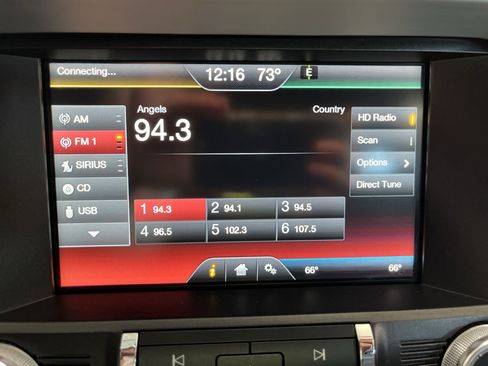 Connecting...
12:16 73° E
Angels Country
94.3
AM
FM 1
SIRIUS
CD
USB
HD Radio
Scan
Options >
Direct Tune
1 94.3 2 94.1 3 94.5
4 96.5 5 102.3 6 107.5
i 66° 66°